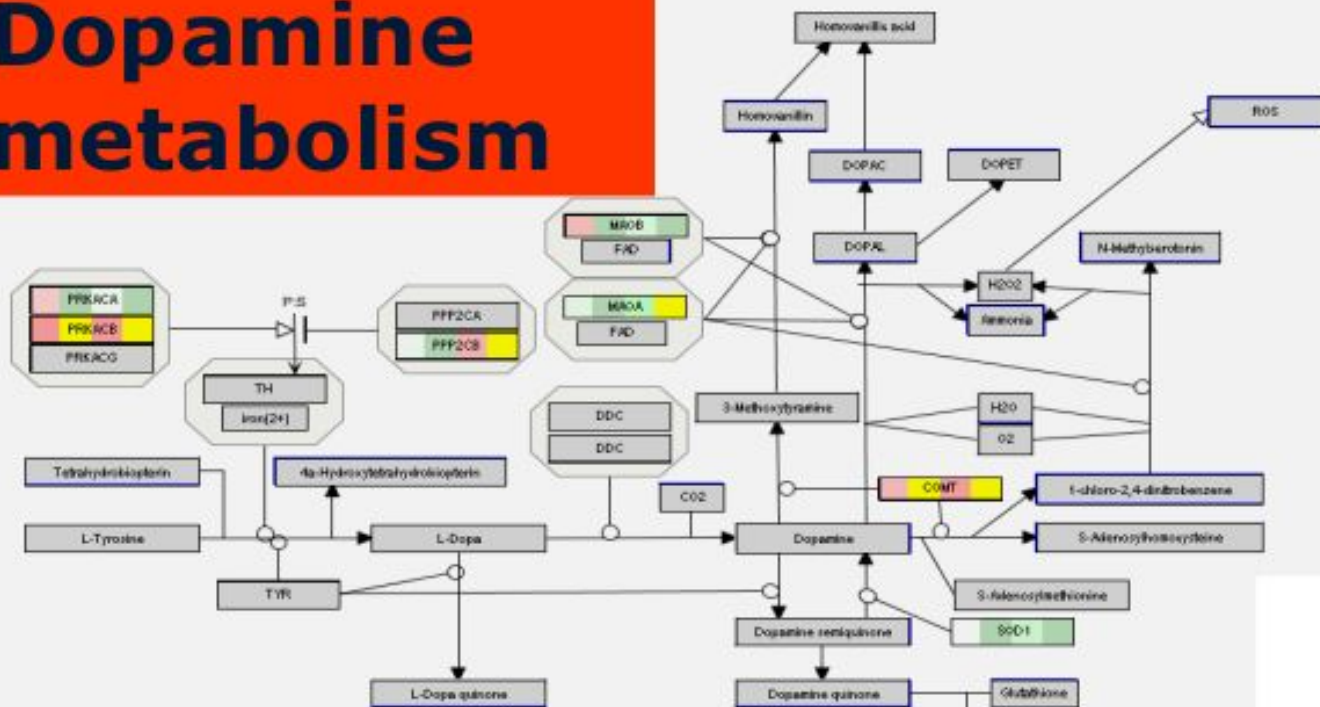 Dopamine
metabolism
Homovanillis acid
Homovanillin
ROS
DOPAC
DOPET
MAOB
FAD
DOPAL
N-Methylserotonin
PRKACA
PRKACB
PRKACG
P:S
PPP2CA
PPP2CB
MAOA
FAD
H2O2
Ammonia
TH
iron(2+)
DDC
DDC
3-Methoxytyramine
H2O
O2
Tetrahydrobiopterin
4a-Hydroxytetrahydrobiopterin
CO2
COMT
1-chloro-2,4-dinitrobenzene
L-Tyrosine
L-Dopa
Dopamine
S-Adenosylhomosysteine
TYR
S-Adenosylmethionine
Dopamine semiquinone
SOD1
L-Dopa quinone
Dopamine quinone
Glutathione